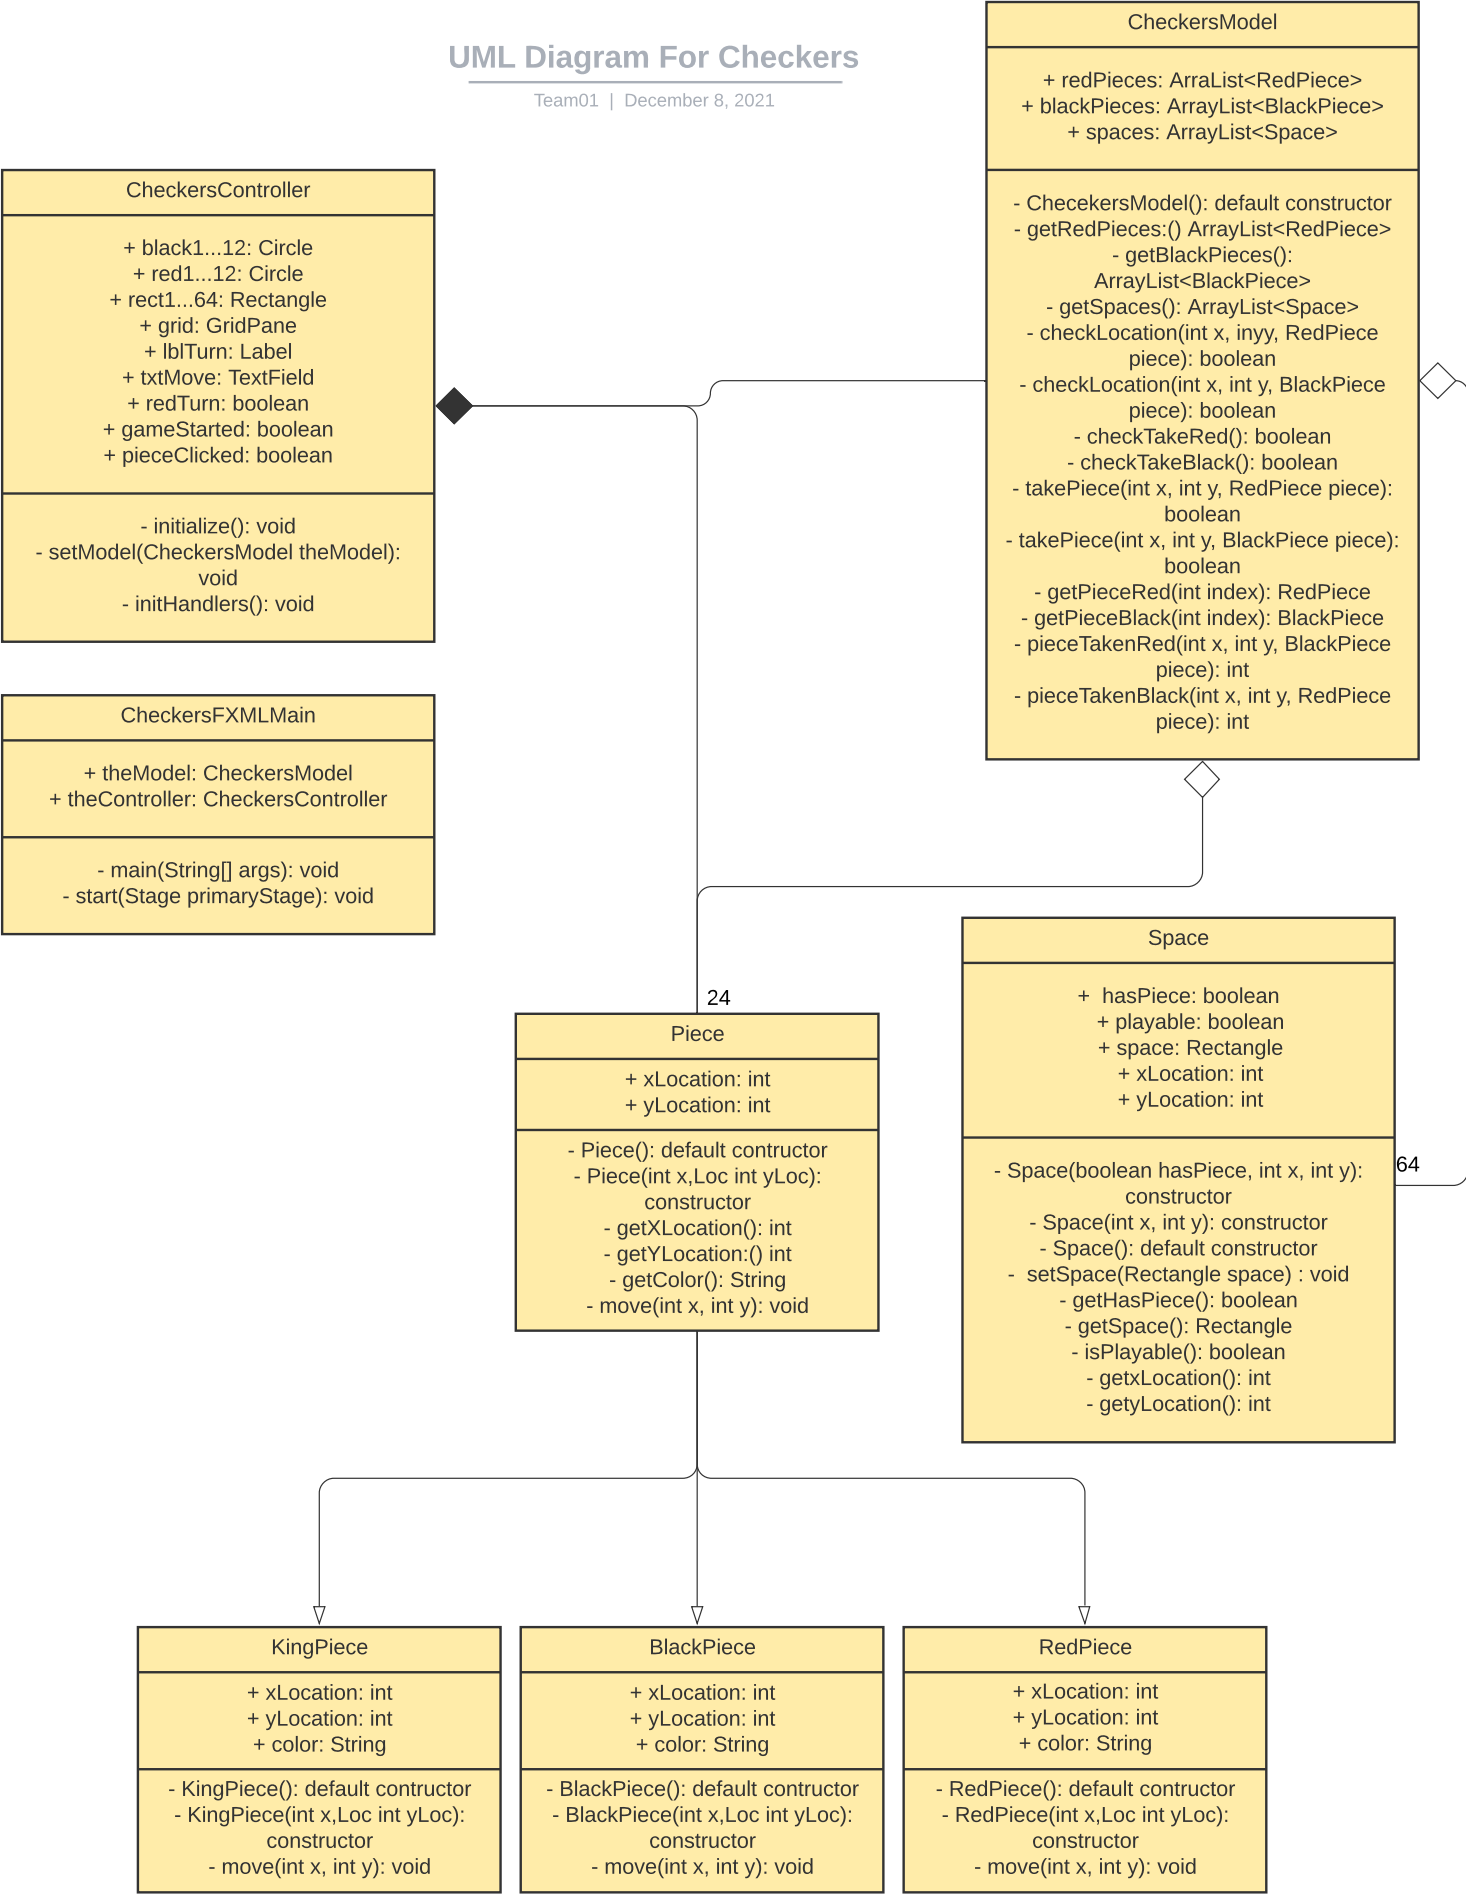 UML Diagram For Checkers
Team01 | December 8, 2021
CheckersModel
+ redPieces: ArraList<RedPiece>
+ blackPieces: ArrayList<BlackPiece>
+ spaces: ArrayList<Space>
- ChecekersModel(): default constructor
- getRedPieces:() ArrayList<RedPiece>
- getBlackPieces():
ArrayList<BlackPiece>
- getSpaces(): ArrayList<Space>
- checkLocation(int x, inyy, RedPiece
piece): boolean
- checkLocation(int x, int y, BlackPiece
piece): boolean
- checkTakeRed(): boolean
- checkTakeBlack(): boolean
- takePiece(int x, int y, RedPiece piece):
boolean
- takePiece(int x, int y, BlackPiece piece):
boolean
- getPieceRed(int index): RedPiece
- getPieceBlack(int index): BlackPiece
- pieceTakenRed(int x, int y, BlackPiece
piece): int
- pieceTakenBlack(int x, int y, RedPiece
piece): int
CheckersController
+ black1...12: Circle
+ red1...12: Circle
+ rect1...64: Rectangle
+ grid: GridPane
+ lblTurn: Label
+ txtMove: TextField
+ redTurn: boolean
+ gameStarted: boolean
+ pieceClicked: boolean
- initialize(): void
- setModel(CheckersModel theModel):
void
- initHandlers(): void
CheckersFXMLMain
+ theModel: CheckersModel
+ theController: CheckersController
- main(String[] args): void
- start(Stage primaryStage): void
Space
+  hasPiece: boolean
+ playable: boolean
+ space: Rectangle
+ xLocation: int
+ yLocation: int
- Space(boolean hasPiece, int x, int y):
constructor
- Space(int x, int y): constructor
- Space(): default constructor
-  setSpace(Rectangle space) : void
- getHasPiece(): boolean
- getSpace(): Rectangle
- isPlayable(): boolean
- getxLocation(): int
- getyLocation(): int
64
24
Piece
+ xLocation: int
+ yLocation: int
- Piece(): default contructor
- Piece(int x,Loc int yLoc):
constructor
- getXLocation(): int
- getYLocation:() int
- getColor(): String
- move(int x, int y): void
KingPiece
+ xLocation: int
+ yLocation: int
+ color: String
- KingPiece(): default contructor
- KingPiece(int x,Loc int yLoc):
constructor
- move(int x, int y): void
BlackPiece
+ xLocation: int
+ yLocation: int
+ color: String
- BlackPiece(): default contructor
- BlackPiece(int x,Loc int yLoc):
constructor
- move(int x, int y): void
RedPiece
+ xLocation: int
+ yLocation: int
+ color: String
- RedPiece(): default contructor
- RedPiece(int x,Loc int yLoc):
constructor
- move(int x, int y): void